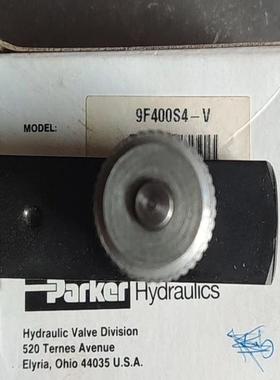 9F400S4-V
MODEL:
Parker Hydraulics
Hydraulic Valve Division
520 Ternes Avenue
Elyria, Ohio 44035 U.S.A.